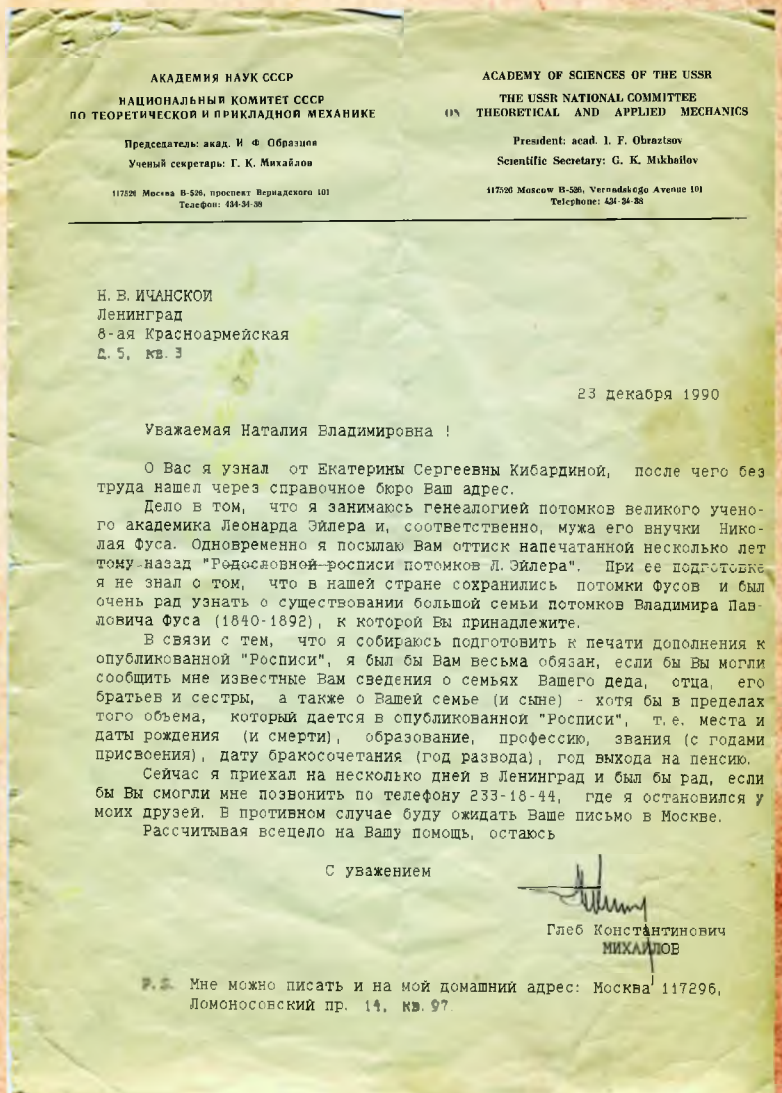 АКАДЕМИЯ НАУК СССР
НАЦИОНАЛЬНЫЙ КОМИТЕТ СССР
ПО ТЕОРЕТИЧЕСКОЙ И ПРИКЛАДНОЙ МЕХАНИКЕ
Председатель: акад. И. Ф. Образцов
Ученый секретарь: Г. К. Михайлов
117526 Москва В-526, проспект Вернадского 101
Телефон: 434-34-38
ACADEMY OF SCIENCES OF THE USSR
THE USSR NATIONAL COMMITTEE
ON THEORETICAL AND APPLIED MECHANICS
President: acad. I. F. Obraztsov
Scientific Secretary: G. K. Mikhailov
117526 Moscow B-526, Vernadskogo Avenue 101
Telephone: 434-34-38
Н. В. ИЧАНСКОЙ
Ленинград
8-ая Красноармейская
д. 5, кв. 3
23 декабря 1990
Уважаемая Наталия Владимировна !
О Вас я узнал от Екатерины Сергеевны Кибардиной, после чего без
труда нашел через справочное бюро Ваш адрес.
Дело в том, что я занимаюсь генеалогией потомков великого учено-
го академика Леонарда Эйлера и, соответственно, мужа его внучки Нико-
лая Фуса. Одновременно я посылаю Вам оттиск напечатанной несколько лет
тому назад "Родословной росписи потомков Л. Эйлера". При ее подготовке
я не знал о том, что в нашей стране сохранились потомки Фусов и был
очень рад узнать о существовании большой семьи потомков Владимира Пав-
ловича Фуса (1840-1892), к которой Вы принадлежите.
В связи с тем, что я собираюсь подготовить к печати дополнения к
опубликованной "Росписи", я был бы Вам весьма обязан, если бы Вы могли
сообщить мне известные Вам сведения о семьях Вашего деда, отца, его
братьев и сестры, а также о Вашей семье (и сыне) - хотя бы в пределах
того объема, который дается в опубликованной "Росписи", т.е. места и
даты рождения (и смерти), образование, профессию, звания (с годами
присвоения), дату бракосочетания (год развода), год выхода на пенсию.
Сейчас я приехал на несколько дней в Ленинград и был бы рад, если
бы Вы смогли мне позвонить по телефону 233-18-44, где я остановился у
моих друзей. В противном случае буду ожидать Ваше письмо в Москве.
Рассчитывая всецело на Вашу помощь, остаюсь
С уважением
Глеб Константинович
МИХАЙЛОВ
P.S. Мне можно писать и на мой домашний адрес: Москва 117296,
Ломоносовский пр. 14, кв. 97